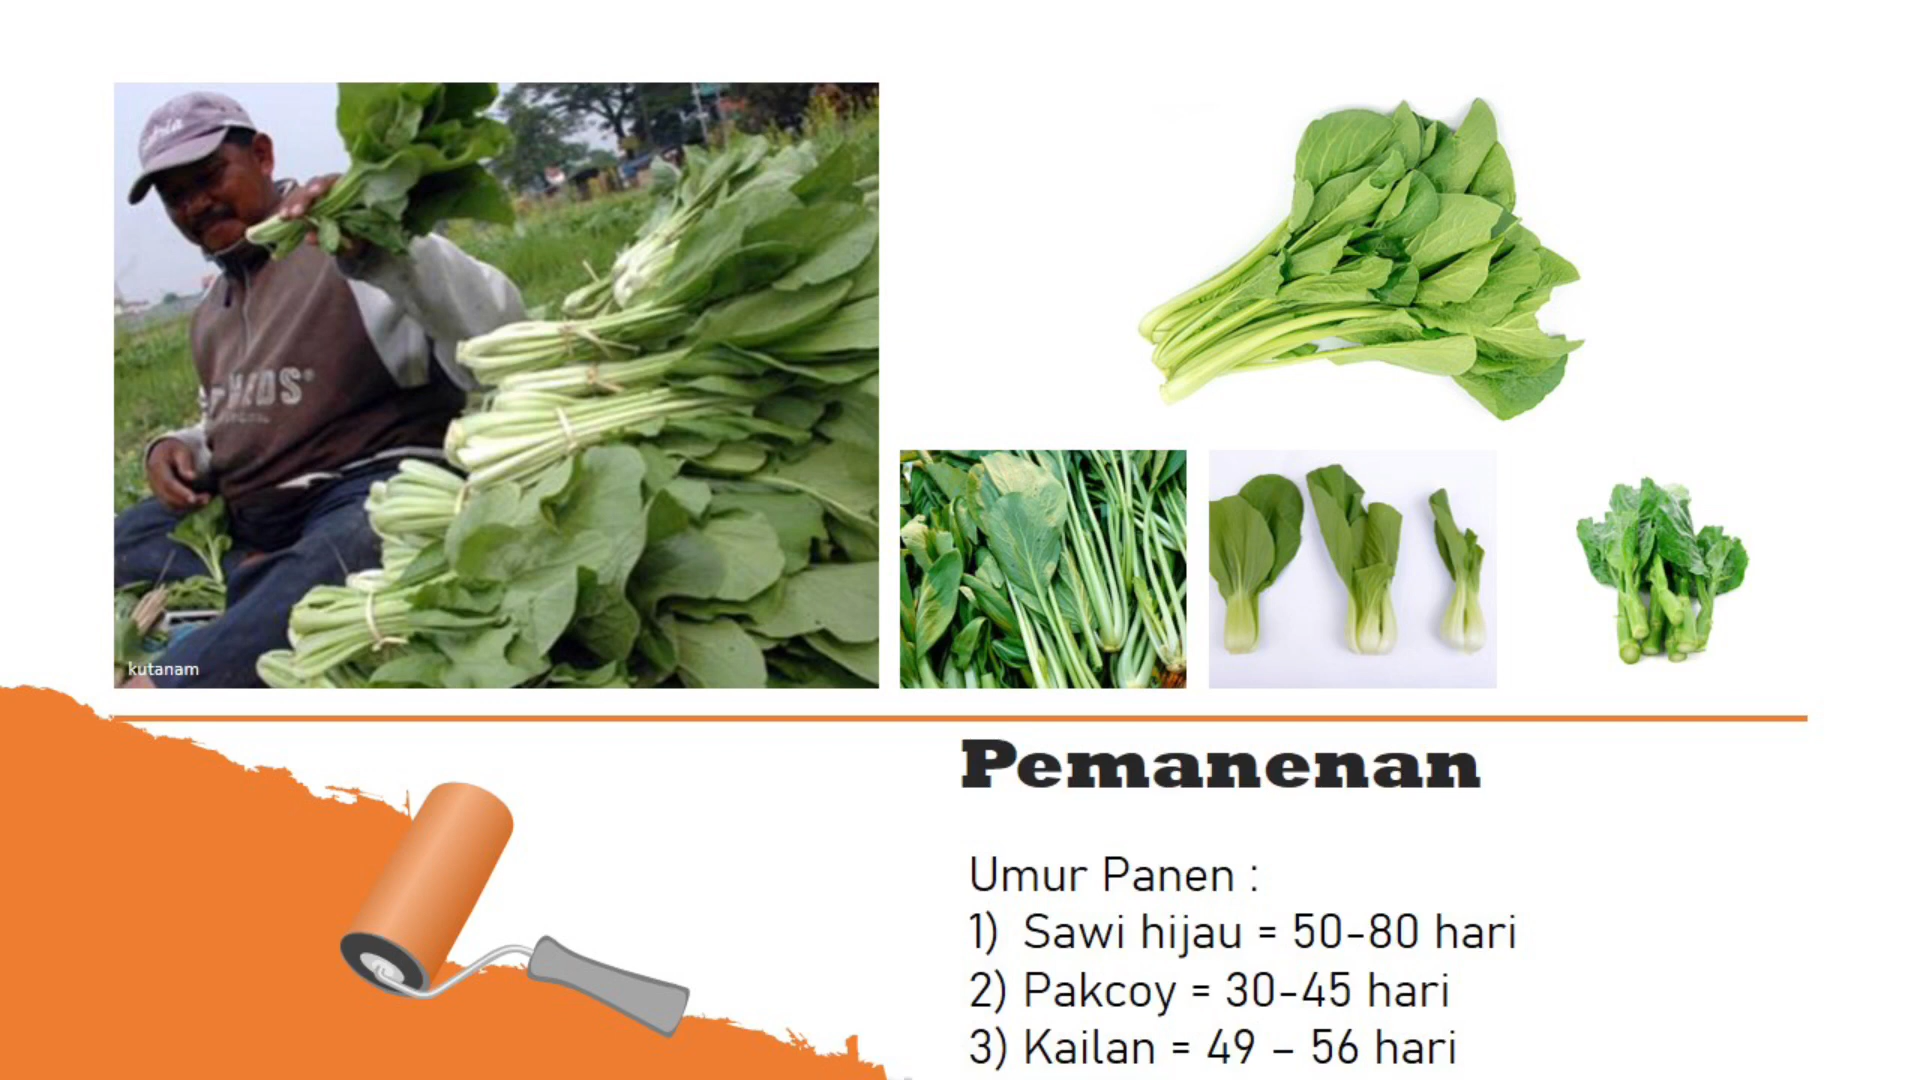 kutanam
Pemanenan
Umur Panen :
1) Sawi hijau = 50-80 hari
2) Pakcoy = 30-45 hari
3) Kailan = 49 – 56 hari